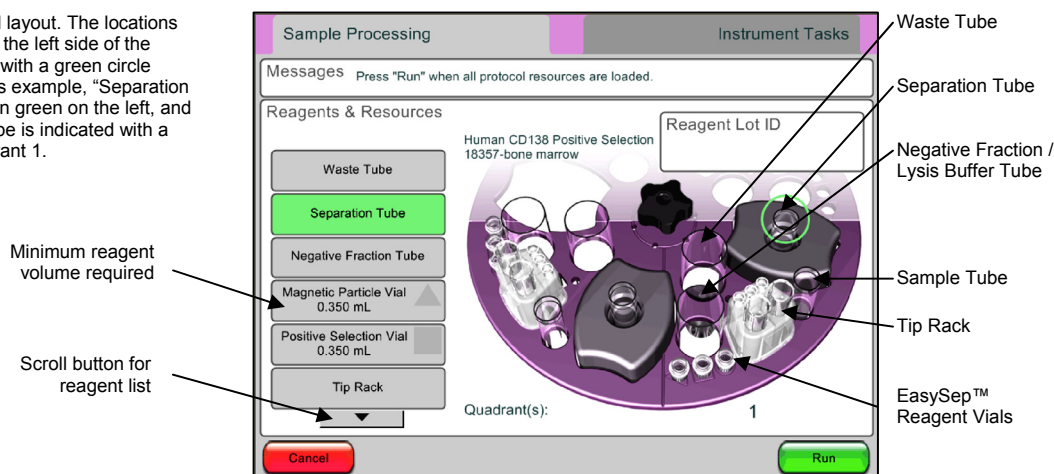 l layout. The locations
the left side of the
with a green circle
s example, “Separation
n green on the left, and
be is indicated with a
ant 1.
Minimum reagent
volume required
Scroll button for
reagent list
Sample Processing
Instrument Tasks
Messages Press "Run" when all protocol resources are loaded.
Reagents & Resources
Human CD138 Positive Selection
18357-bone marrow
Reagent Lot ID
Waste Tube
Separation Tube
Negative Fraction Tube
Magnetic Particle Vial
0.350 mL
Positive Selection Vial
0.350 mL
Tip Rack
Quadrant(s): 1
Cancel
Run
Waste Tube
Separation Tube
Negative Fraction /
Lysis Buffer Tube
Sample Tube
Tip Rack
EasySep™
Reagent Vials